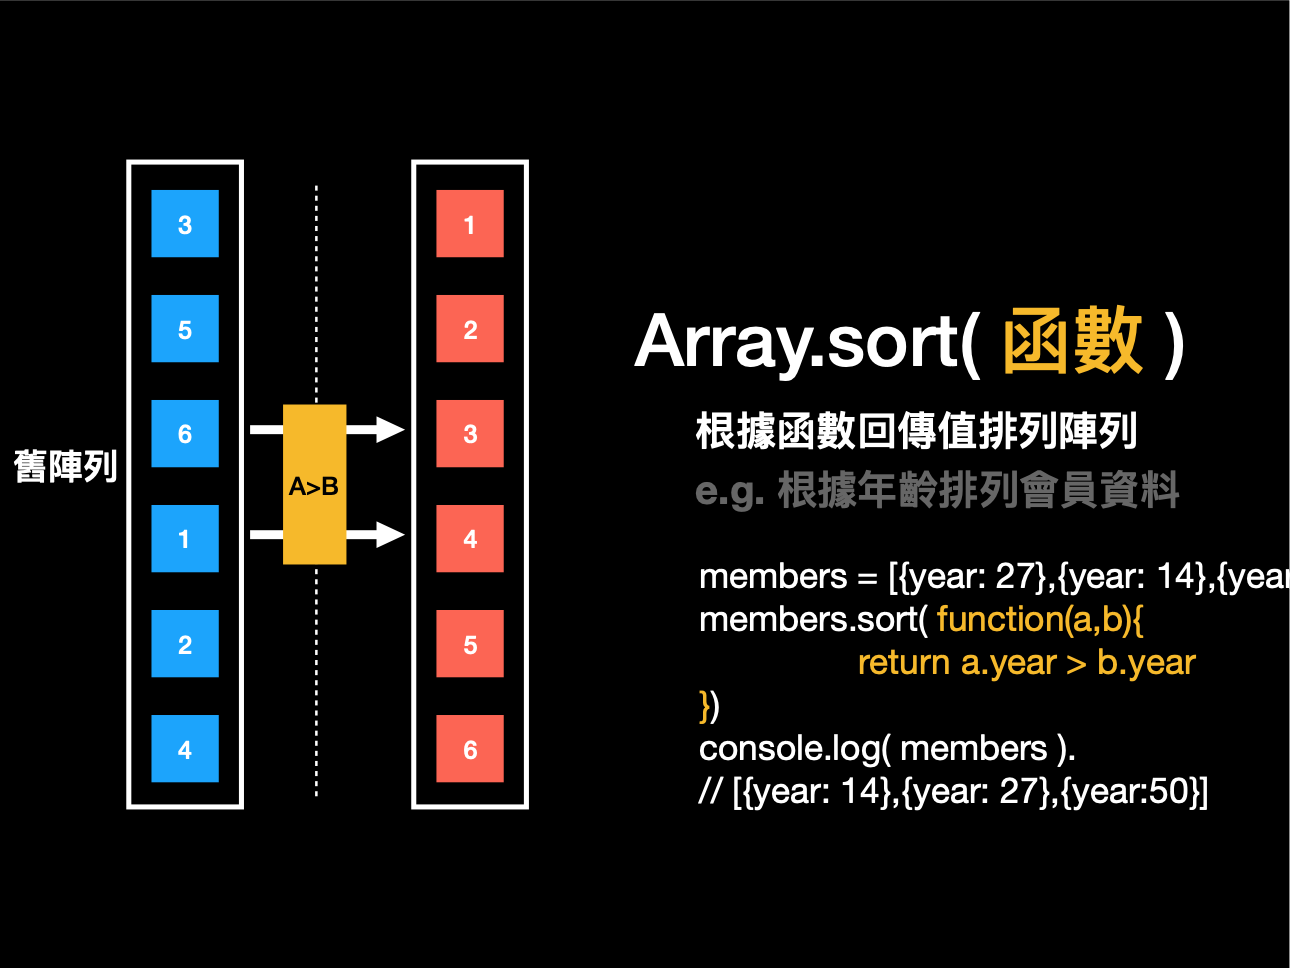 舊陣列
3
5
6
1
2
4
A>B
1
2
3
4
5
6
Array.sort( 函數 )
根據函數回傳值排列陣列
e.g. 根據年齡排列會員資料
members = [{year: 27},{year: 14},{year
members.sort( function(a,b){
return a.year > b.year
})
console.log( members ).
// [{year: 14},{year: 27},{year:50}]